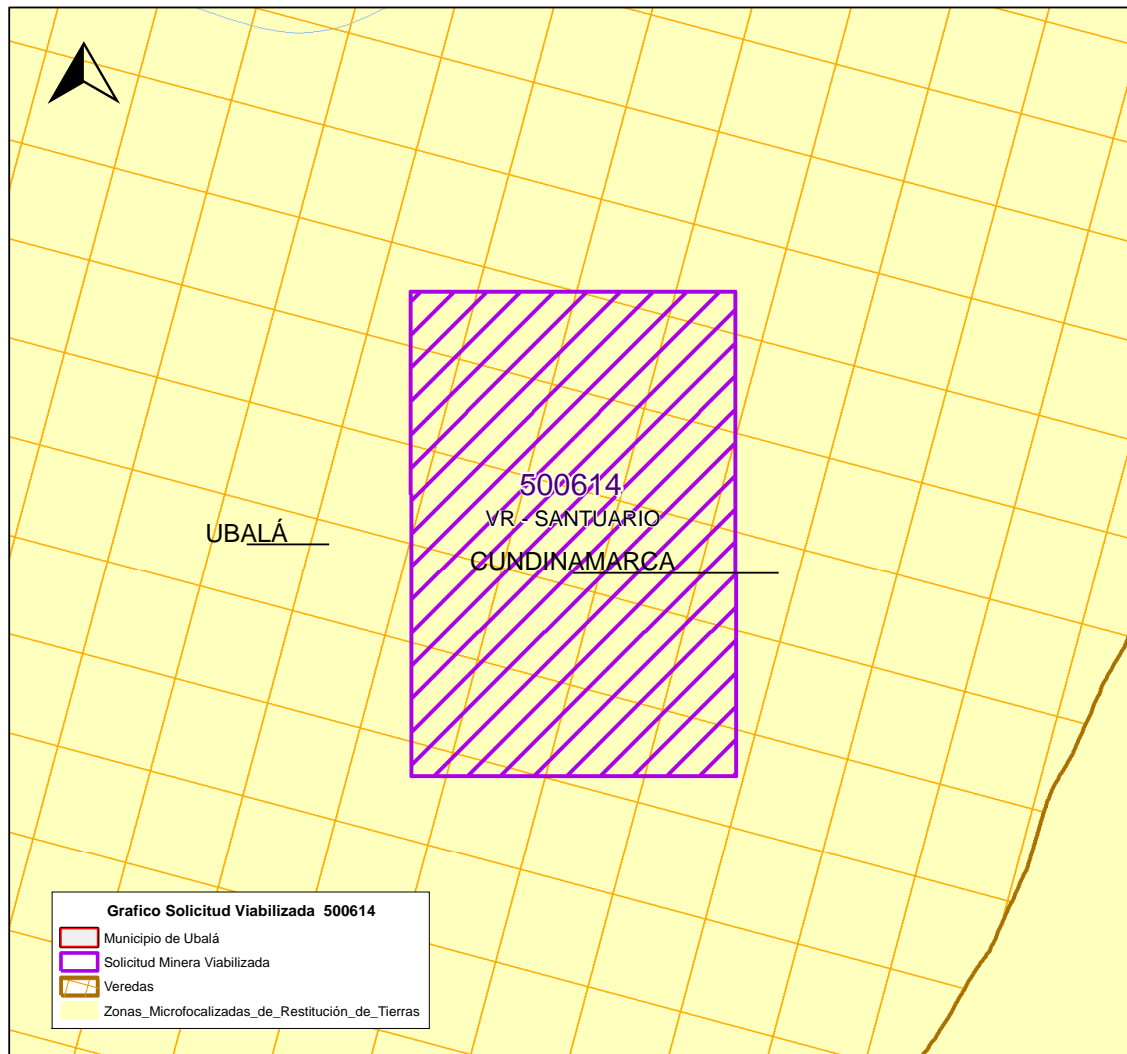 500614
VR - SANTUARIO
UBALÁ
CUNDINAMARCA
Grafico Solicitud Viabilizada 500614
Municipio de Ubalá
Solicitud Minera Viabilizada
Veredas
Zonas_Microfocalizadas_de_Restitución_de_Tierras